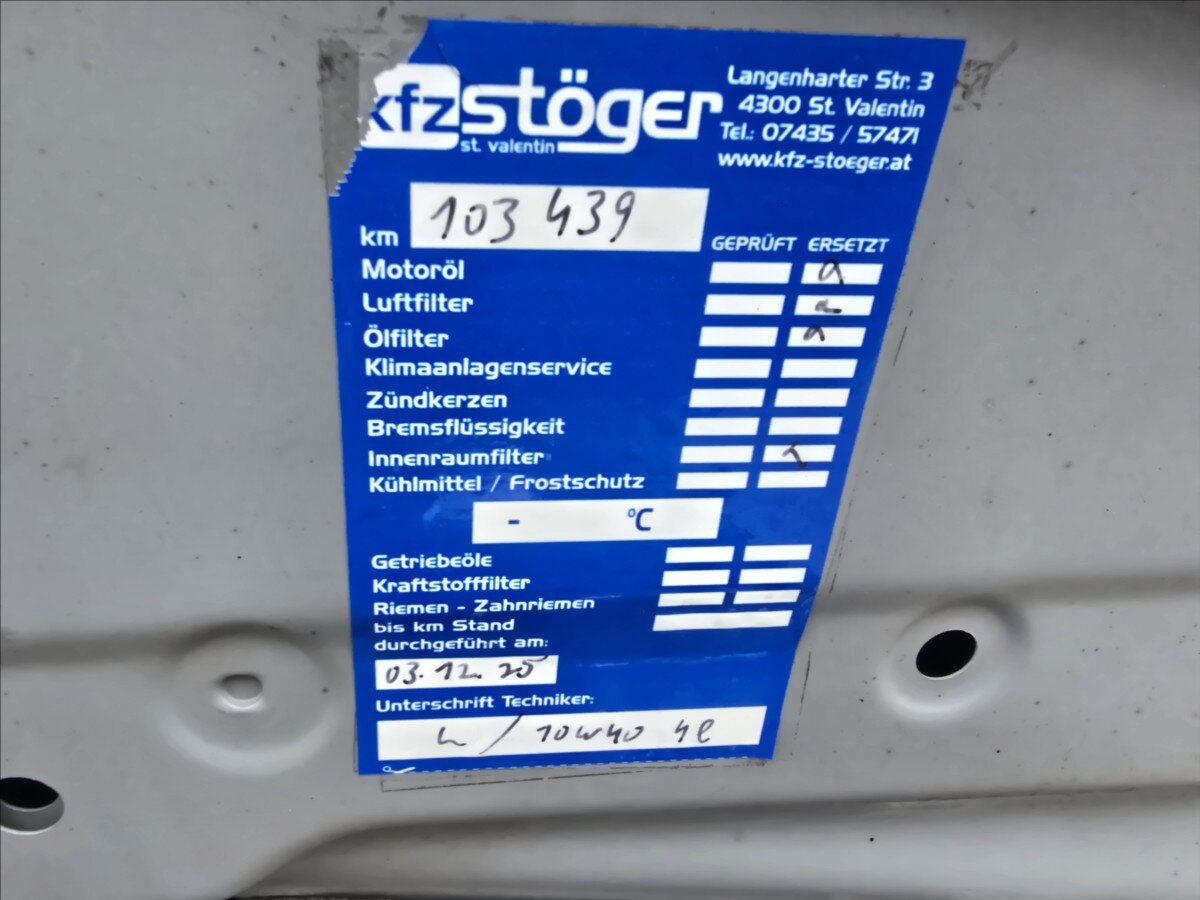 kfz stöger
st. valentin
Langenharter Str. 3
4300 St. Valentin
Tel.: 07435 / 57471
www.kfz-stoeger.at
km 103 439
GEPRÜFT ERSETZT
Motoröl
Luftfilter
Ölfilter
Klimaanlagenservice
Zündkerzen
Bremsflüssigkeit
Innenraumfilter
Kühlmittel / Frostschutz
- °C
Getriebeöle
Kraftstofffilter
Riemen - Zahnriemen
bis km Stand
durchgeführt am:
03.12.25
Unterschrift Techniker:
/ 10W40 4l